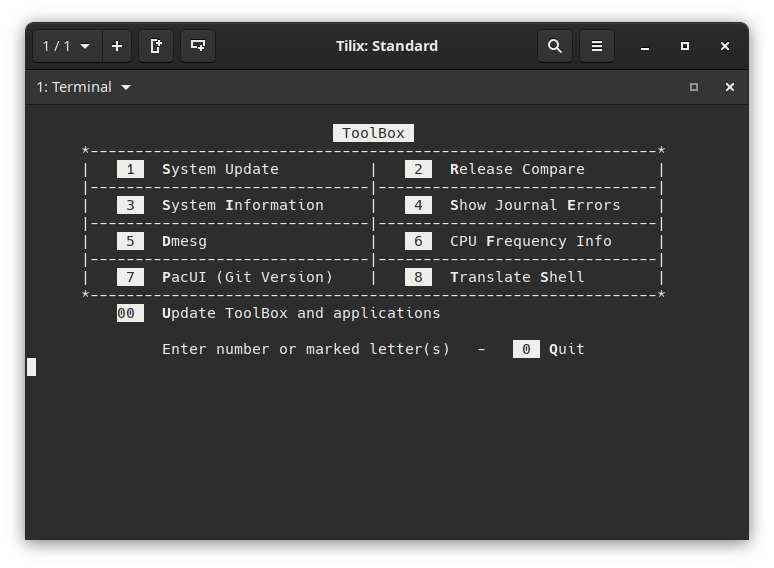 1 / 1 Tilix: Standard
1: Terminal
ToolBox
*---------------------------------------------------------------*
| 1 System Update | 2 Release Compare |
|-------------------------------|-------------------------------|
| 3 System Information | 4 Show Journal Errors |
|-------------------------------|-------------------------------|
| 5 Dmesg | 6 CPU Frequency Info |
|-------------------------------|-------------------------------|
| 7 PacUI (Git Version) | 8 Translate Shell |
*---------------------------------------------------------------*
00 Update ToolBox and applications
Enter number or marked letter(s) - 0 Quit